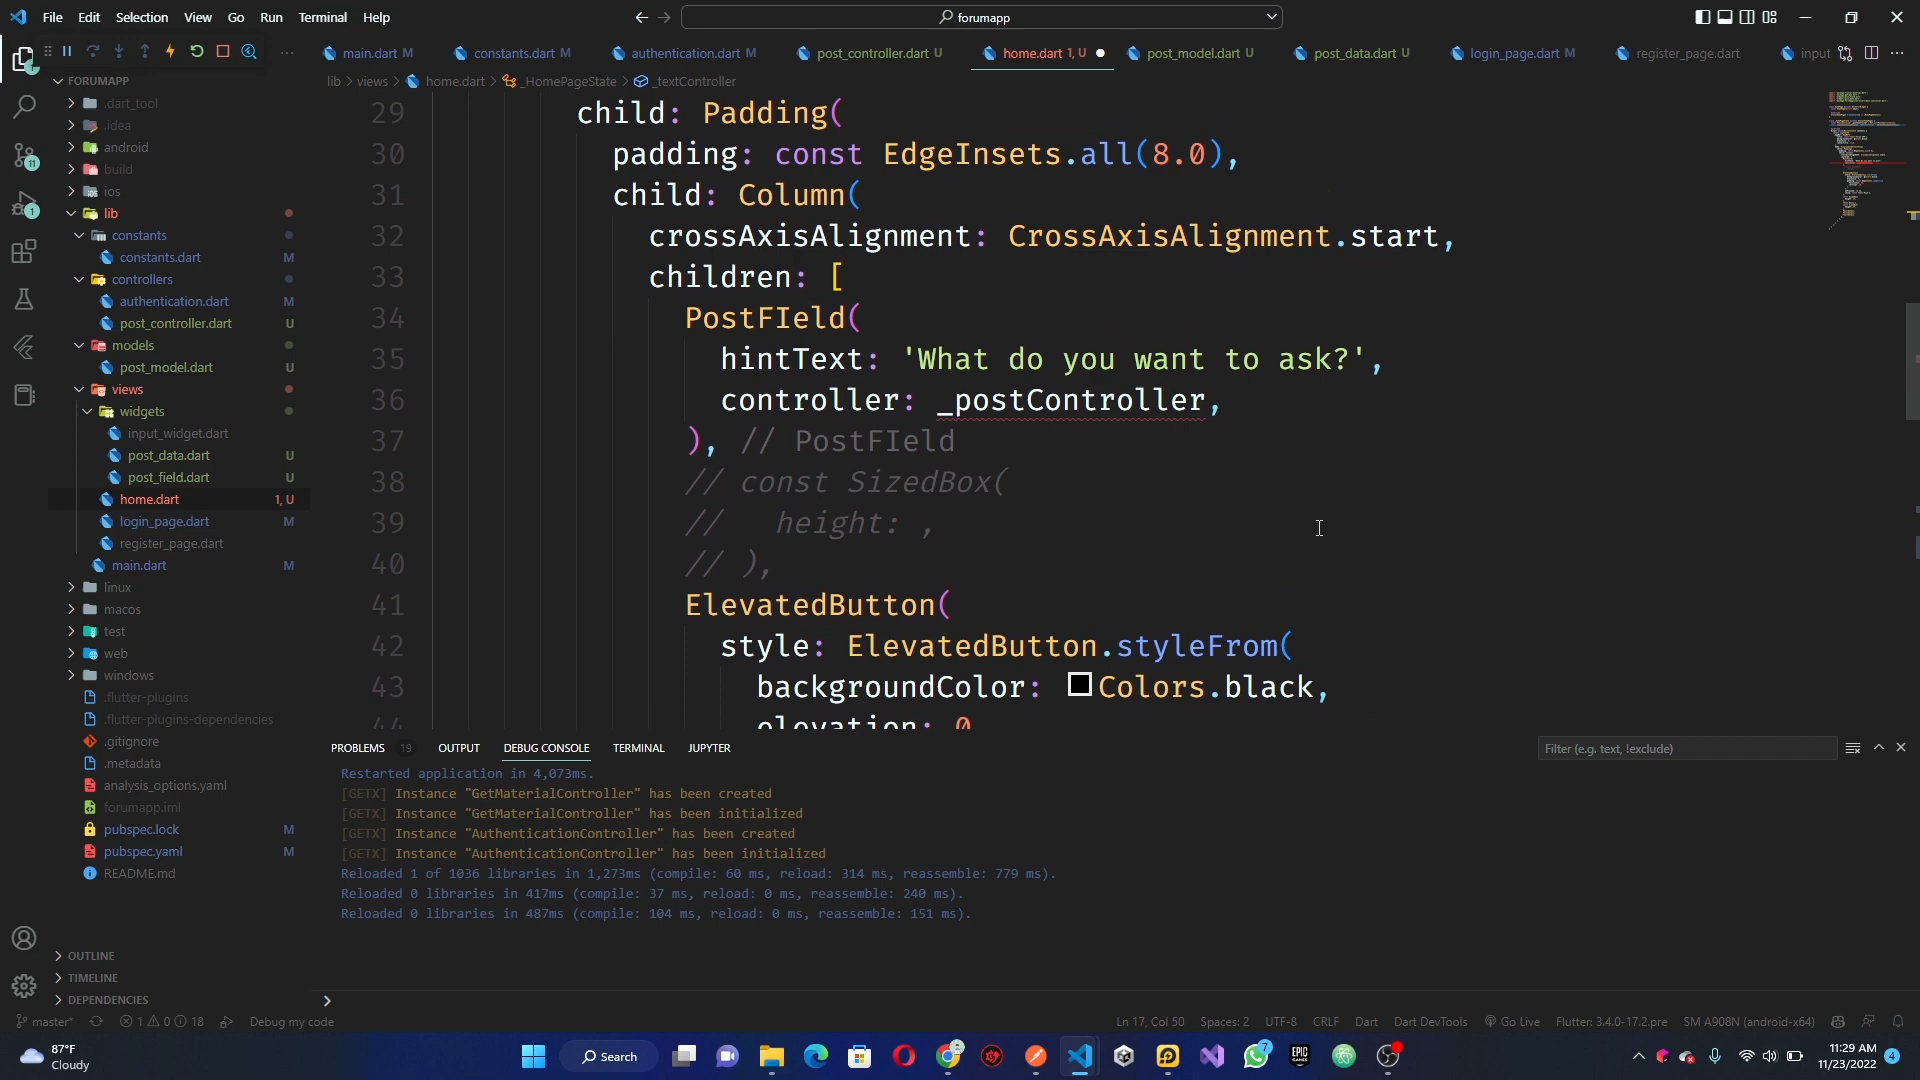 File Edit Selection View Go Run Terminal Help
forumapp
main.dart M
constants.dart M
authentication.dart M
post_controller.dart U
home.dart 1, U
post_model.dart U
post_data.dart U
login_page.dart M
register_page.dart
input
FORUMAPP
lib > views > home.dart > _HomePageState > _textController
.dart_tool
.idea
android
build
ios
lib
constants
constants.dart M
controllers
authentication.dart M
post_controller.dart U
models
post_model.dart U
views
widgets
input_widget.dart
post_data.dart U
post_field.dart U
home.dart 1, U
login_page.dart M
register_page.dart
main.dart M
linux
macos
test
web
windows
.flutter-plugins
.flutter-plugins-dependencies
.gitignore
.metadata
analysis_options.yaml
forumapp.iml
pubspec.lock M
pubspec.yaml M
README.md
OUTLINE
TIMELINE
DEPENDENCIES
11
1
29 child: Padding(
30 padding: const EdgeInsets.all(8.0),
31 child: Column(
32 crossAxisAlignment: CrossAxisAlignment.start,
33 children: [
34 PostFIeld(
35 hintText: 'What do you want to ask?',
36 controller: _postController,
37 ), // PostFIeld
38 // const SizedBox(
39 //   height: ,
40 // ),
41 ElevatedButton(
42 style: ElevatedButton.styleFrom(
43 backgroundColor: Colors.black,
44 elevation: 0
PROBLEMS 19 OUTPUT DEBUG CONSOLE TERMINAL JUPYTER
Filter (e.g. text, !exclude)
Restarted application in 4,073ms.
[GETX] Instance "GetMaterialController" has been created
[GETX] Instance "GetMaterialController" has been initialized
[GETX] Instance "AuthenticationController" has been created
[GETX] Instance "AuthenticationController" has been initialized
Reloaded 1 of 1036 libraries in 1,273ms (compile: 60 ms, reload: 314 ms, reassemble: 779 ms).
Reloaded 0 libraries in 417ms (compile: 37 ms, reload: 0 ms, reassemble: 240 ms).
Reloaded 0 libraries in 487ms (compile: 104 ms, reload: 0 ms, reassemble: 151 ms).
master* 1 0 18 Debug my code
Ln 17, Col 50 Spaces: 2 UTF-8 CRLF Dart Dart DevTools Go Live Flutter: 3.4.0-17.2.pre SM A908N (android-x64)
87°F
Cloudy
Search
7
EPIC GAMES
11:29 AM
11/23/2022
4